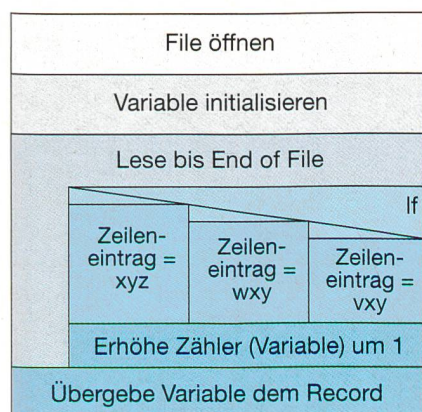 File öffnen
Variable initialisieren
Lese bis End of File
If
Zeilen-
eintrag =
xyz
Zeilen-
eintrag =
wxy
Zeilen-
eintrag =
vxy
Erhöhe Zähler (Variable) um 1
Übergebe Variable dem Record